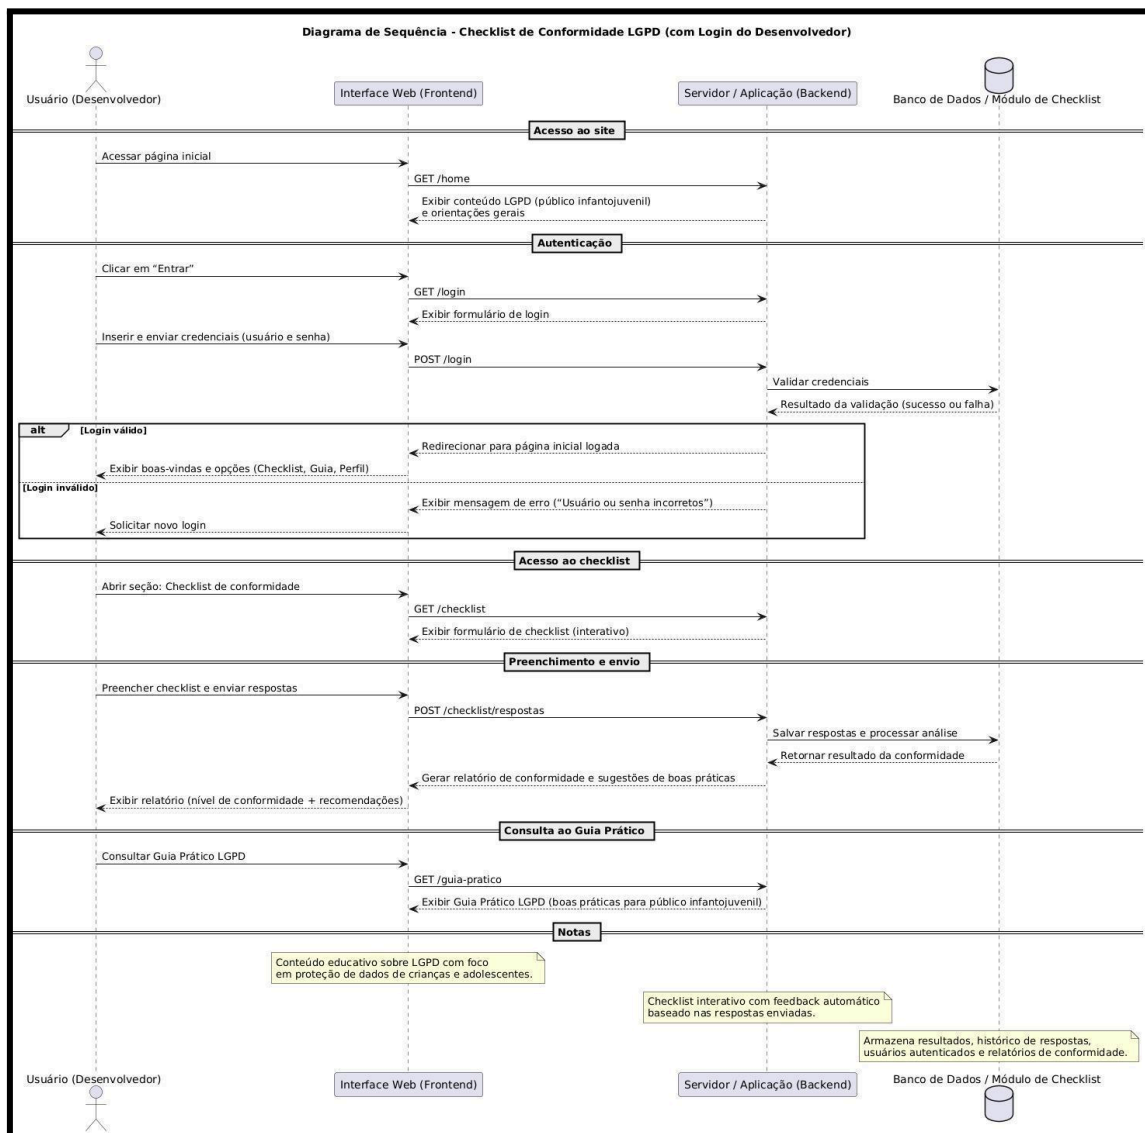 Diagrama de Sequência - Checklist de Conformidade LGPD (com Login do Desenvolvedor)
Usuário (Desenvolvedor)
Interface Web (Frontend)
Servidor / Aplicação (Backend)
Banco de Dados / Módulo de Checklist
Acesso ao site
Acessar página inicial
GET /home
Exibir conteúdo LGPD (público infantojuvenil)
e orientações gerais
Autenticação
Clicar em “Entrar”
GET /login
Exibir formulário de login
Inserir e enviar credenciais (usuário e senha)
POST /login
Validar credenciais
Resultado da validação (sucesso ou falha)
alt [Login válido]
Redirecionar para página inicial logada
Exibir boas-vindas e opções (Checklist, Guia, Perfil)
[Login inválido]
Exibir mensagem de erro (“Usuário ou senha incorretos”)
Solicitar novo login
Acesso ao checklist
Abrir seção: Checklist de conformidade
GET /checklist
Exibir formulário de checklist (interativo)
Preenchimento e envio
Preencher checklist e enviar respostas
POST /checklist/respostas
Salvar respostas e processar análise
Retornar resultado da conformidade
Gerar relatório de conformidade e sugestões de boas práticas
Exibir relatório (nível de conformidade + recomendações)
Consulta ao Guia Prático
Consultar Guia Prático LGPD
GET /guia-pratico
Exibir Guia Prático LGPD (boas práticas para público infantojuvenil)
Notas
Conteúdo educativo sobre LGPD com foco
em proteção de dados de crianças e adolescentes.
Checklist interativo com feedback automático
baseado nas respostas enviadas.
Armazena resultados, histórico de respostas,
usuários autenticados e relatórios de conformidade.
Usuário (Desenvolvedor)
Interface Web (Frontend)
Servidor / Aplicação (Backend)
Banco de Dados / Módulo de Checklist